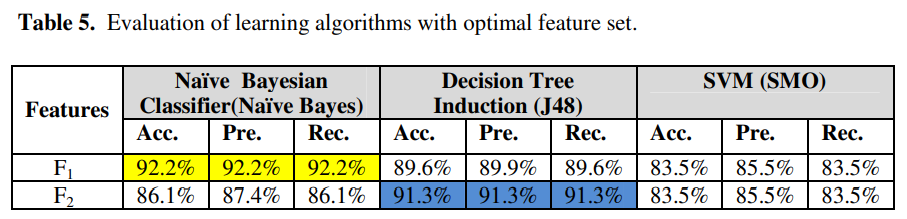 Table 5. Evaluation of learning algorithms with optimal feature set.
Features Naïve Bayesian Classifier(Naïve Bayes) Decision Tree Induction (J48) SVM (SMO)
Acc. Pre. Rec. Acc. Pre. Rec. Acc. Pre. Rec.
F1 92.2% 92.2% 92.2% 89.6% 89.9% 89.6% 83.5% 85.5% 83.5%
F2 86.1% 87.4% 86.1% 91.3% 91.3% 91.3% 83.5% 85.5% 83.5%